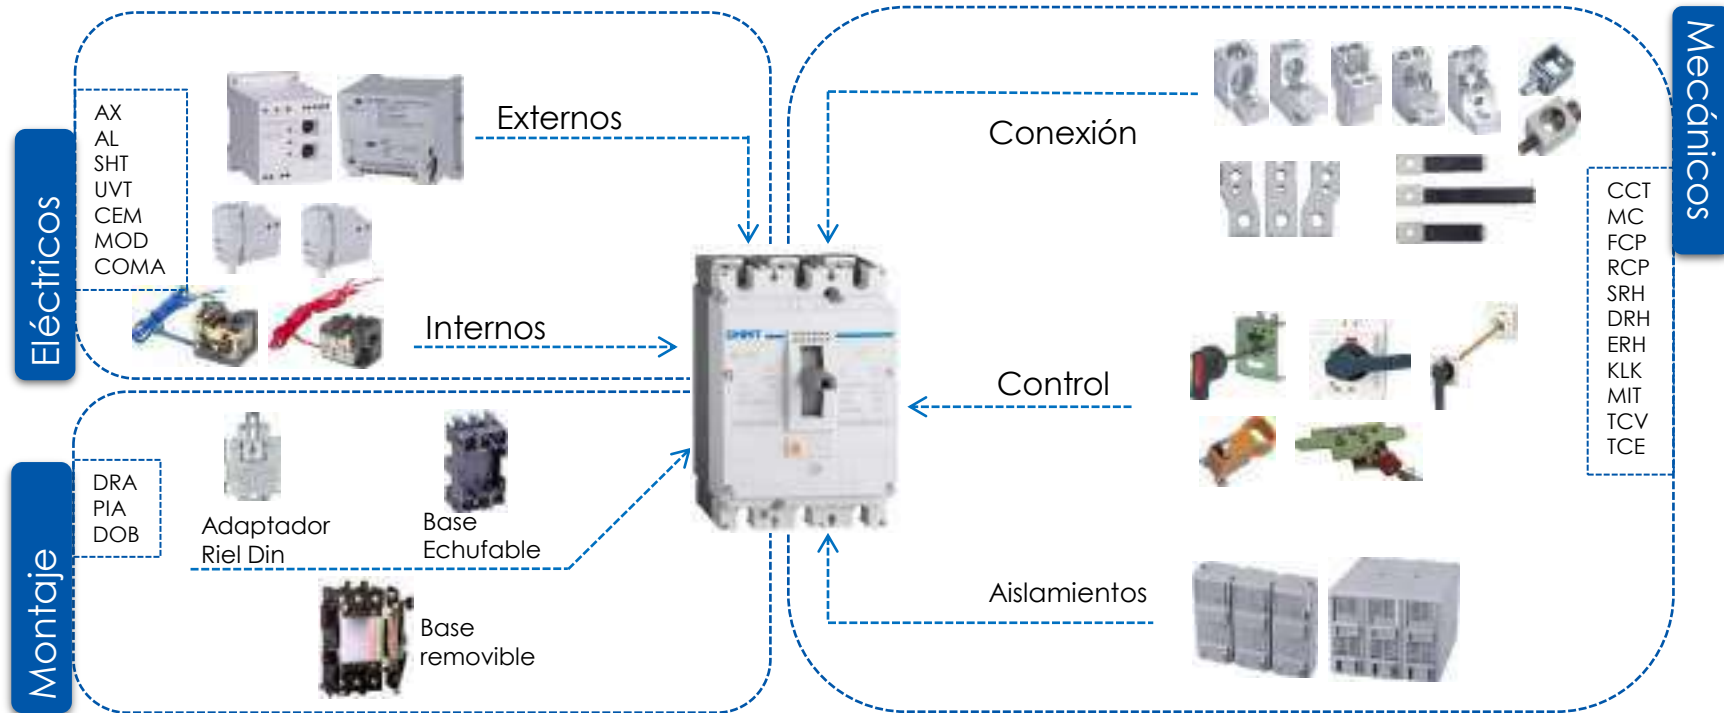 Eléctricos
AX
AL
SHT
UVT
CEM
MOD
COMA
Externos
Internos
Montaje
DRA
PIA
DOB
Adaptador
Riel Din
Base
Echufable
Base
removible
Mecánicos
Conexión
Control
Aislamientos
CCT
MC
FCP
RCP
SRH
DRH
ERH
KLK
MIT
TCV
TCE